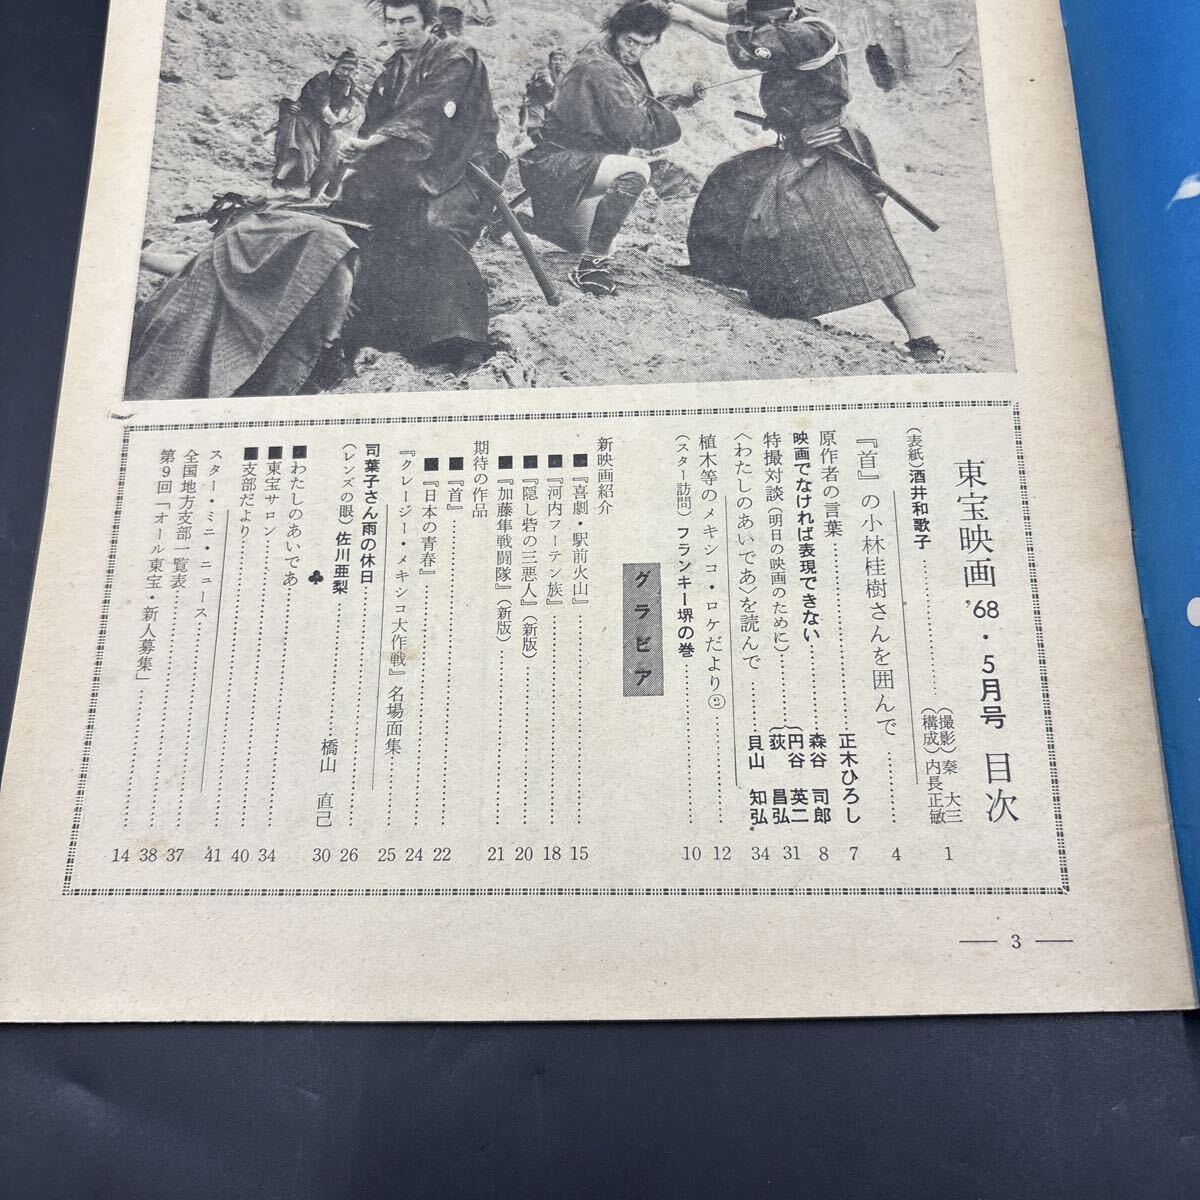 東宝映画 '68・5月号 目次
(表紙)酒井和歌子……………(撮影)秦 大三 1
(構成)内長正敏
『首』の小林桂樹さんを囲んで 4
原作者の言葉……………正木ひろし 7
映画でなければ表現できない……森谷 司郎 8
特撮対談(明日の映画のために)……(円谷 英二 31
(荻 昌弘
〈わたしのあいであ〉を読んで……貝山 知弘 34
植木等のメキシコ・ロケだより②…… 12
(スター訪問) フランキー堺の巻…… 10
グラビア
新映画紹介
■『喜劇・駅前火山』…… 15
■『河内フーテン族』…… 18
■『隠し砦の三悪人』(新版)…… 20
■『加藤隼戦闘隊』(新版)…… 21
期待の作品
■『首』…… 22
■『日本の青春』…… 24
『クレージー・メキシコ大作戦』名場面集…… 25
司葉子さん雨の休日…… 26
(レンズの眼) 佐川亜梨……橋山 直己 30
♣
■わたしのあいであ…… 34
■東宝サロン…… 40
■支部だより…… 41
スター・ミニ・ニュース…… 37
全国地方支部一覧表…… 38
第9回「オール東宝・新人募集」…… 14
— 3 —